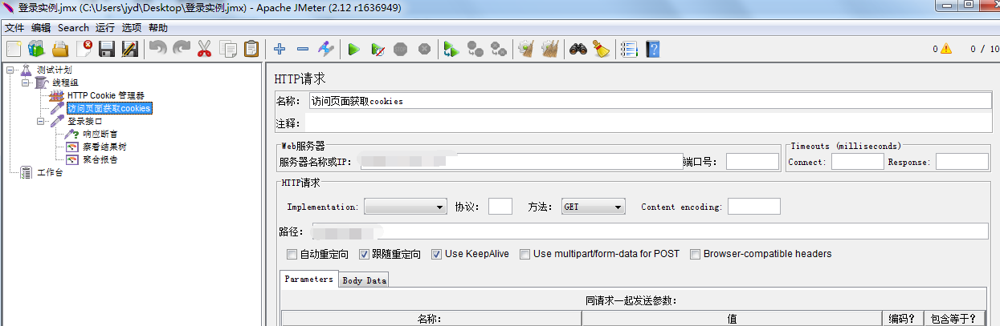 登录实例.jmx (C:\Users\jyd\Desktop\登录实例.jmx) - Apache JMeter (2.12 r1636949)
文件 编辑 Search 运行 选项 帮助
0 0 / 10
测试计划
线程组
HTTP Cookie 管理器
访问页面获取cookies
登录接口
响应断言
察看结果树
聚合报告
工作台
HTTP请求
名称： 访问页面获取cookies
注释：
Web服务器
服务器名称或IP： 端口号：
Timeouts (milliseconds)
Connect: Response:
HTTP请求
Implementation: 协议： 方法： GET Content encoding:
路径：
自动重定向 跟随重定向 Use KeepAlive Use multipart/form-data for POST Browser-compatible headers
Parameters Body Data
同请求一起发送参数：
名称： 值 编码？ 包含等于？